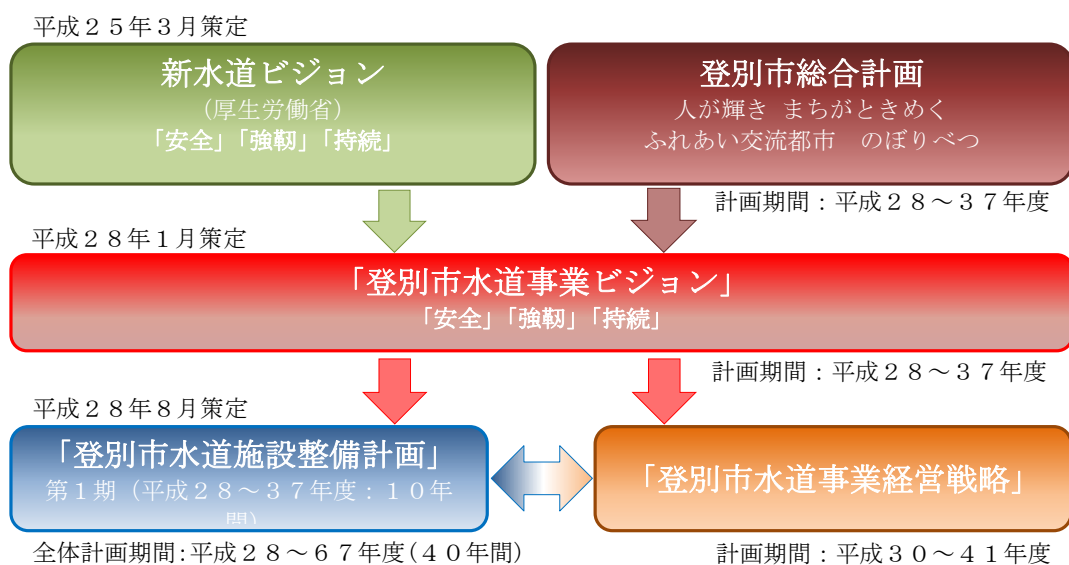 平成２５年３月策定
新水道ビジョン
（厚生労働省）
「安全」「強靭」「持続」
登別市総合計画
人が輝き まちがときめく
ふれあい交流都市　のぼりべつ
計画期間：平成２８～３７年度
平成２８年１月策定
「登別市水道事業ビジョン」
「安全」「強靭」「持続」
計画期間：平成２８～３７年度
平成２８年８月策定
「登別市水道施設整備計画」
第１期（平成２８～３７年度：１０年
間）
全体計画期間：平成２８～６７年度（４０年間）
「登別市水道事業経営戦略」
計画期間：平成３０～４１年度